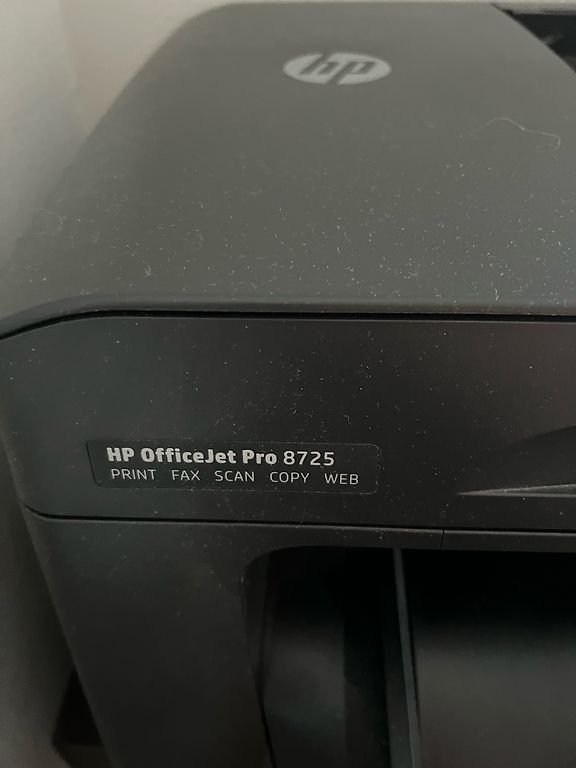 hp
HP OfficeJet Pro 8725
PRINT FAX SCAN COPY WEB